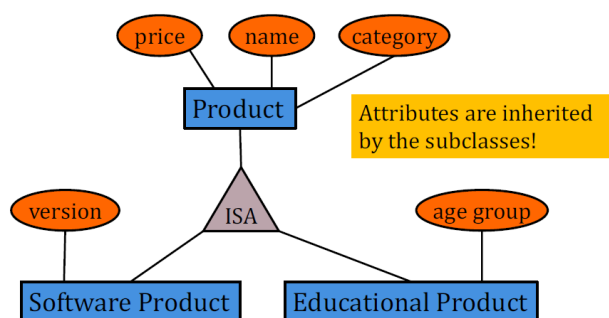 price
name
category
Product
Attributes are inherited
by the subclasses!
version
ISA
age group
Software Product
Educational Product